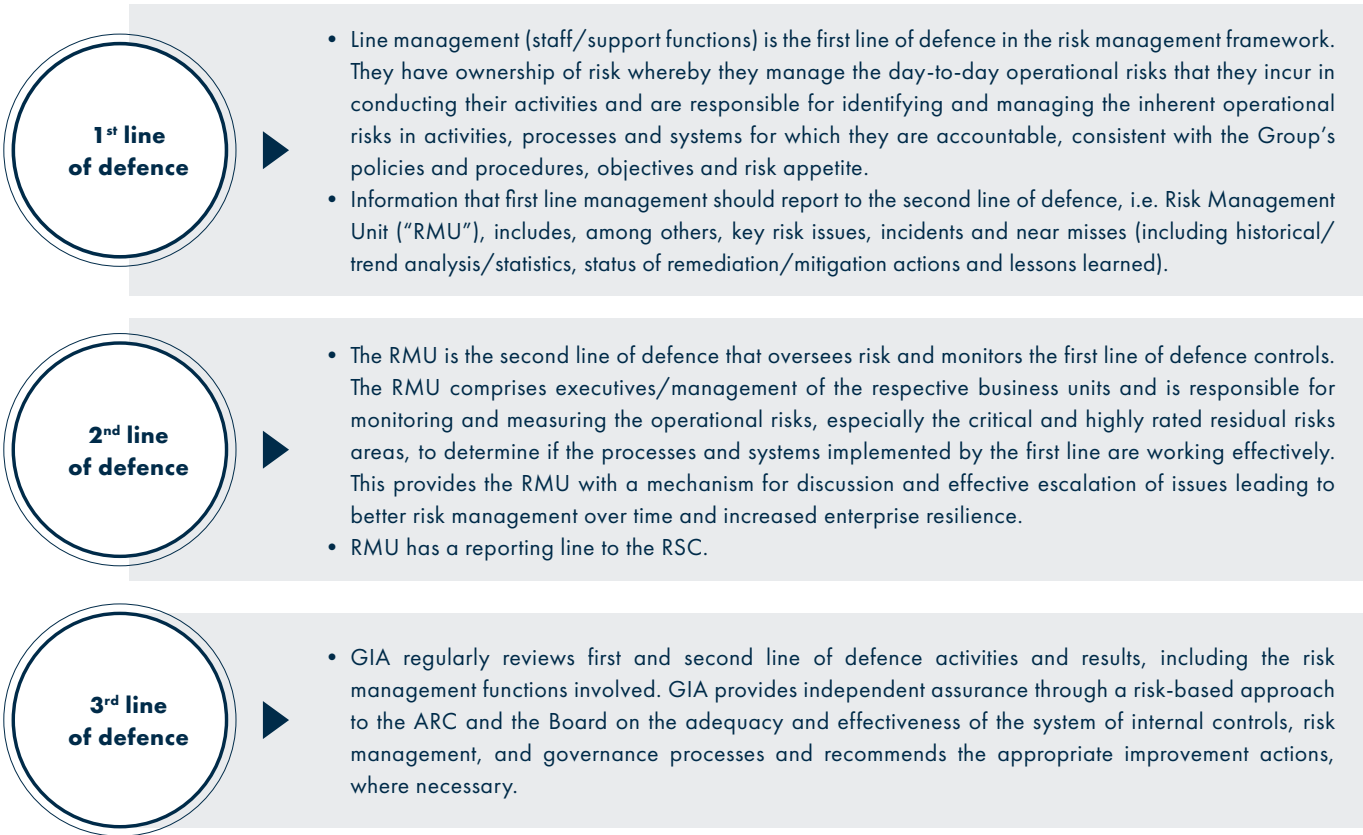 1st line
of defence
• Line management (staff/support functions) is the first line of defence in the risk management framework.
They have ownership of risk whereby they manage the day-to-day operational risks that they incur in
conducting their activities and are responsible for identifying and managing the inherent operational
risks in activities, processes and systems for which they are accountable, consistent with the Group's
policies and procedures, objectives and risk appetite.
• Information that first line management should report to the second line of defence, i.e. Risk Management
Unit (“RMU”), includes, among others, key risk issues, incidents and near misses (including historical/
trend analysis/statistics, status of remediation/mitigation actions and lessons learned).
2nd line
of defence
• The RMU is the second line of defence that oversees risk and monitors the first line of defence controls.
The RMU comprises executives/management of the respective business units and is responsible for
monitoring and measuring the operational risks, especially the critical and highly rated residual risks
areas, to determine if the processes and systems implemented by the first line are working effectively.
This provides the RMU with a mechanism for discussion and effective escalation of issues leading to
better risk management over time and increased enterprise resilience.
• RMU has a reporting line to the RSC.
3rd line
of defence
• GIA regularly reviews first and second line of defence activities and results, including the risk
management functions involved. GIA provides independent assurance through a risk-based approach
to the ARC and the Board on the adequacy and effectiveness of the system of internal controls, risk
management, and governance processes and recommends the appropriate improvement actions,
where necessary.